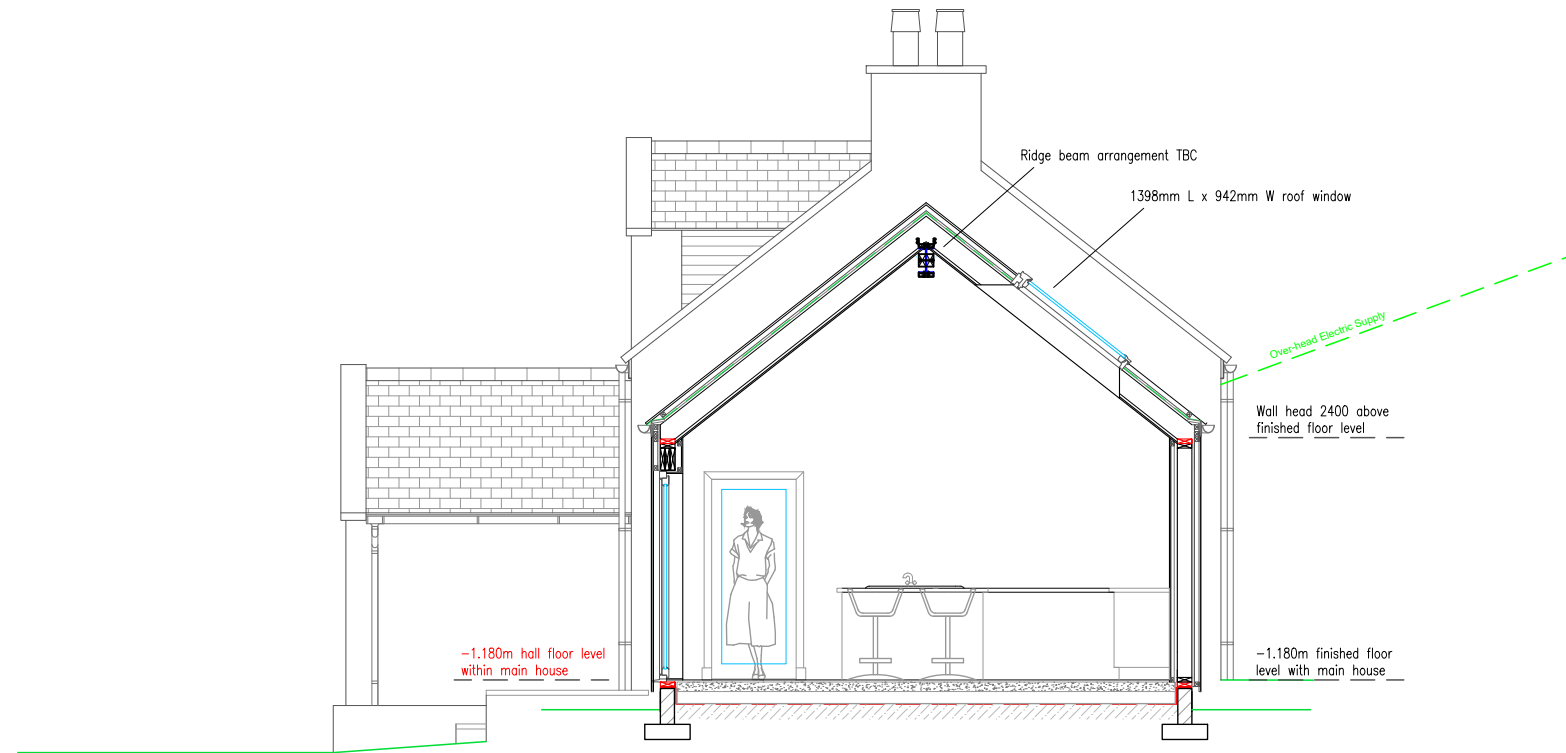 Ridge beam arrangement TBC
1398mm L x 942mm W roof window
Over-head Electric Supply
Wall head 2400 above
finished floor level
-1.180m hall floor level
within main house
-1.180m finished floor
level with main house